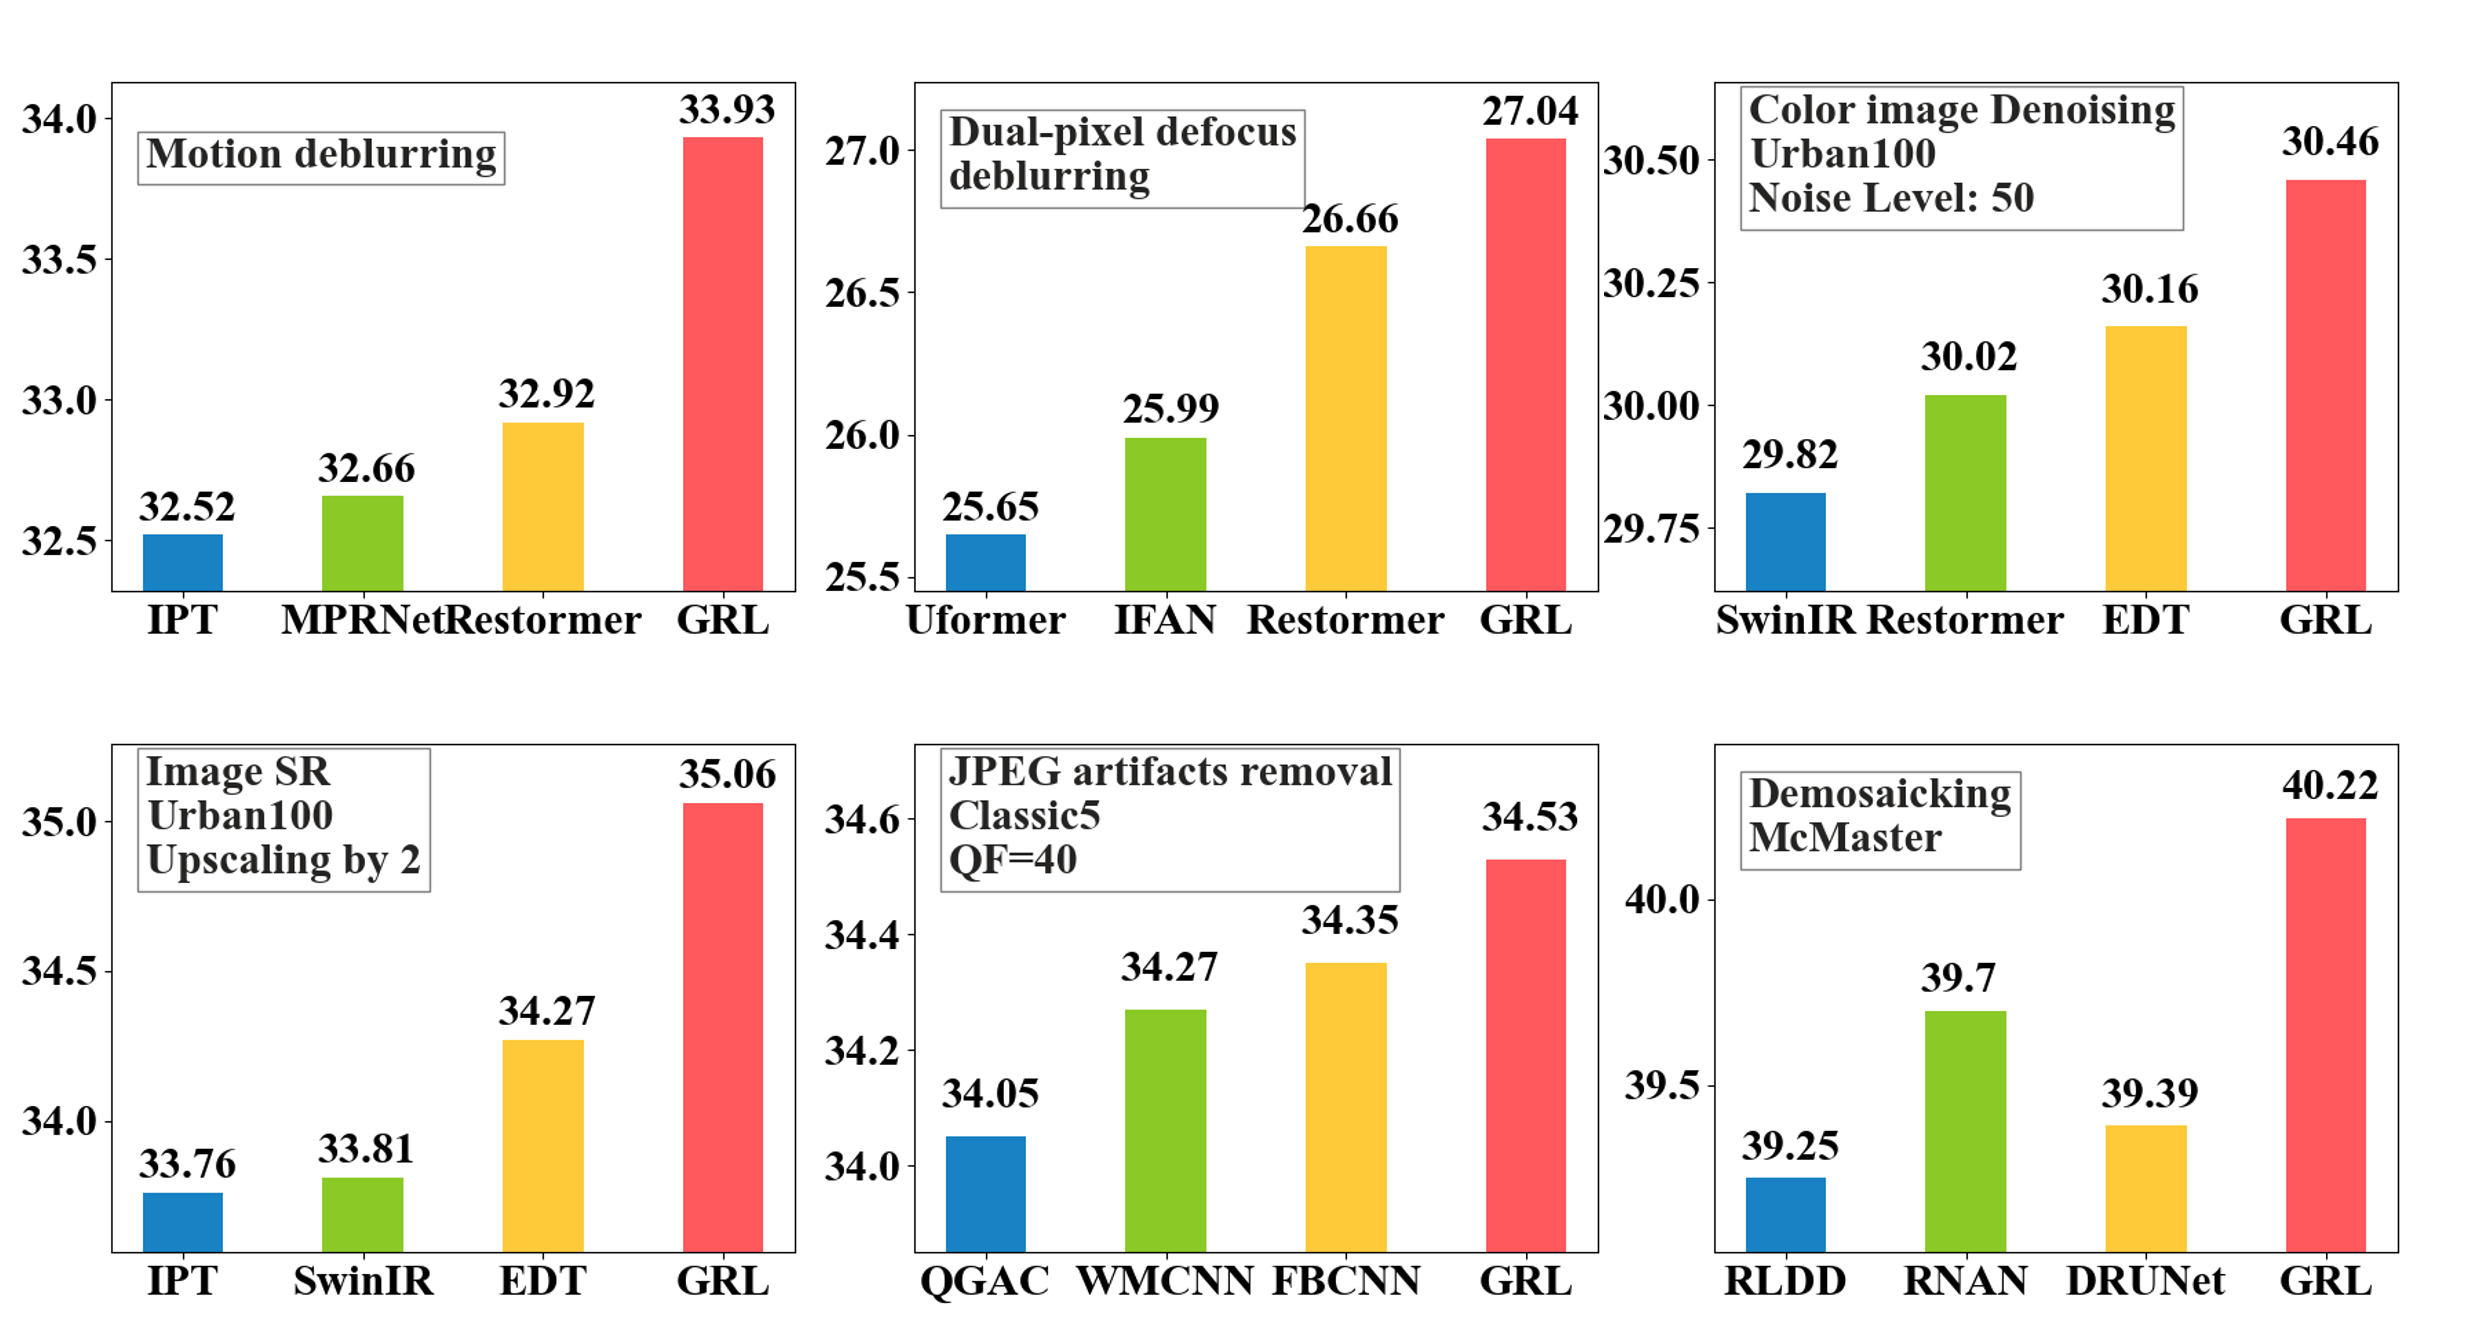 34.0
33.5
33.0
32.5
Motion deblurring
32.52
32.66
32.92
33.93
IPT
MPRNet
Restormer
GRL
27.0
26.5
26.0
25.5
Dual-pixel defocus
deblurring
25.65
25.99
26.66
27.04
Uformer
IFAN
Restormer
GRL
30.50
30.25
30.00
29.75
Color image Denoising
Urban100
Noise Level: 50
29.82
30.02
30.16
30.46
SwinIR
Restormer
EDT
GRL
35.0
34.5
34.0
Image SR
Urban100
Upscaling by 2
33.76
33.81
34.27
35.06
IPT
SwinIR
EDT
GRL
34.6
34.4
34.2
34.0
JPEG artifacts removal
Classic5
QF=40
34.05
34.27
34.35
34.53
QGAC
WMCNN
FBCNN
GRL
40.0
39.5
Demosaicking
McMaster
39.25
39.7
39.39
40.22
RLDD
RNAN
DRUNet
GRL